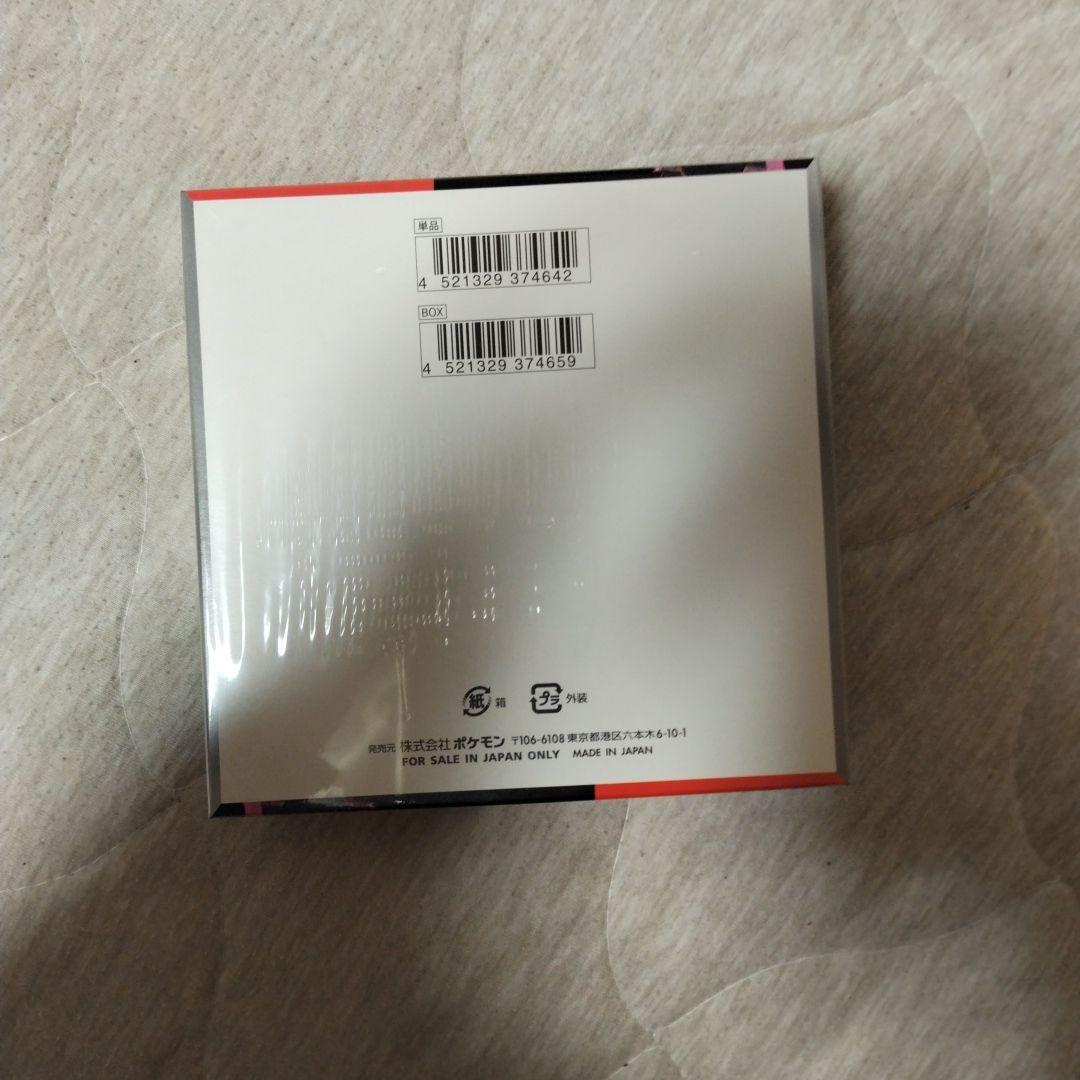 単品
4 521329 374642
BOX
4 521329 374659
紙 箱 プラ 外装
発売元 株式会社 ポケモン 〒106-6108 東京都港区六本木6-10-1
FOR SALE IN JAPAN ONLY MADE IN JAPAN